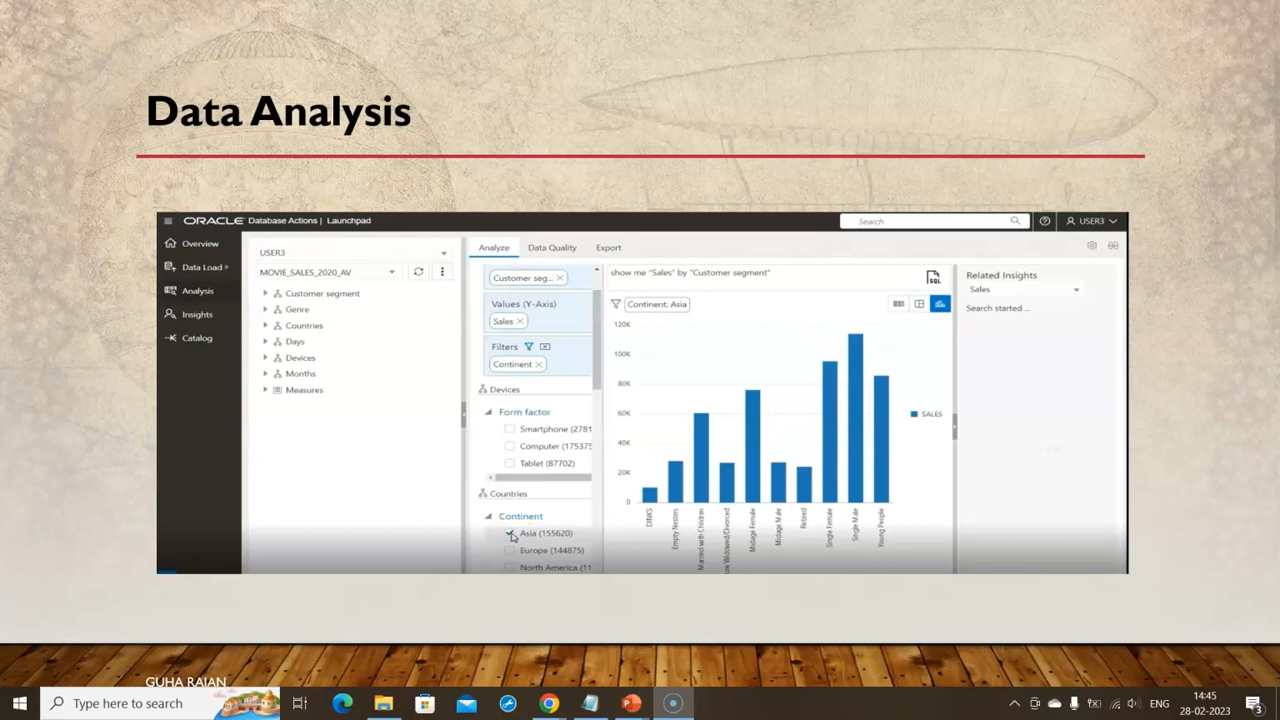 Data Analysis
ORACLE Database Actions | Launchpad
Search
USER3
Overview
Data Load
Analysis
Insights
Catalog
USER3
MOVIE_SALES_2020_AV
Customer segment
Genre
Countries
Days
Devices
Months
Measures
Analyze
Data Quality
Export
Customer seg...
Values (Y-Axis)
Sales
Filters
Continent
Devices
Form factor
Smartphone (2781
Computer (175375
Tablet (87702)
Countries
Continent
Asia (155620)
Europe (144875)
North America (11
show me "Sales" by "Customer segment"
SQL
Continent: Asia
120K
100K
80K
60K
40K
20K
0
DINKS
Empty Nesters
Married with Children
Widowed/Divorced
Midage Female
Midage Male
Retired
Single Female
Single Male
Young People
SALES
Related Insights
Sales
Search started ...
GUHA RAJAN
Type here to search
ENG
14:45
28-02-2023
3